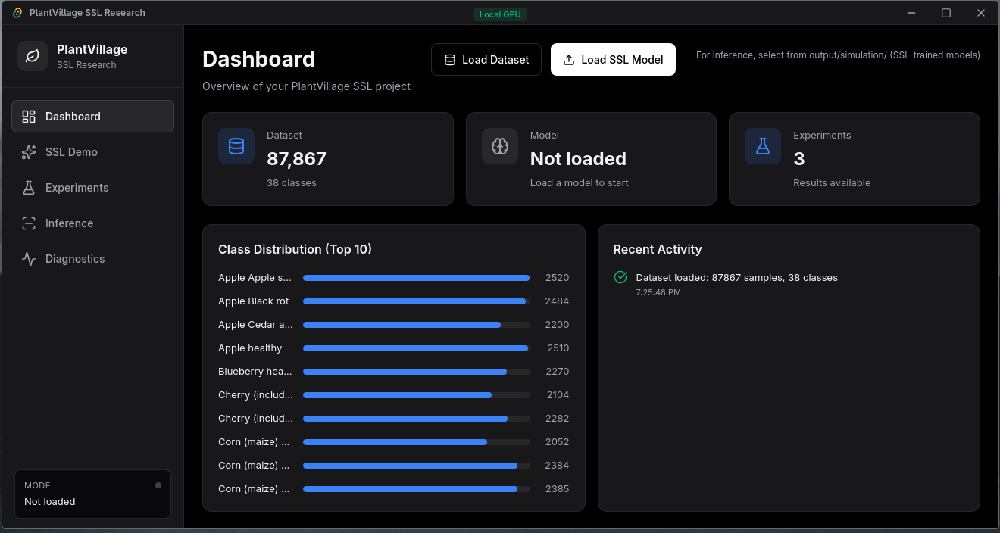 PlantVillage SSL Research
Local GPU
PlantVillage
SSL Research
Dashboard
SSL Demo
Experiments
Inference
Diagnostics
MODEL
Not loaded
Dashboard
Overview of your PlantVillage SSL project
Load Dataset
Load SSL Model
For inference, select from output/simulation/ (SSL-trained models)
Dataset
87,867
38 classes
Model
Not loaded
Load a model to start
Experiments
3
Results available
Class Distribution (Top 10)
Apple Apple s... 2520
Apple Black rot 2484
Apple Cedar a... 2200
Apple healthy 2510
Blueberry hea... 2270
Cherry (includ... 2104
Cherry (includ... 2282
Corn (maize) ... 2052
Corn (maize) ... 2384
Corn (maize) ... 2385
Recent Activity
Dataset loaded: 87867 samples, 38 classes
7:25:48 PM